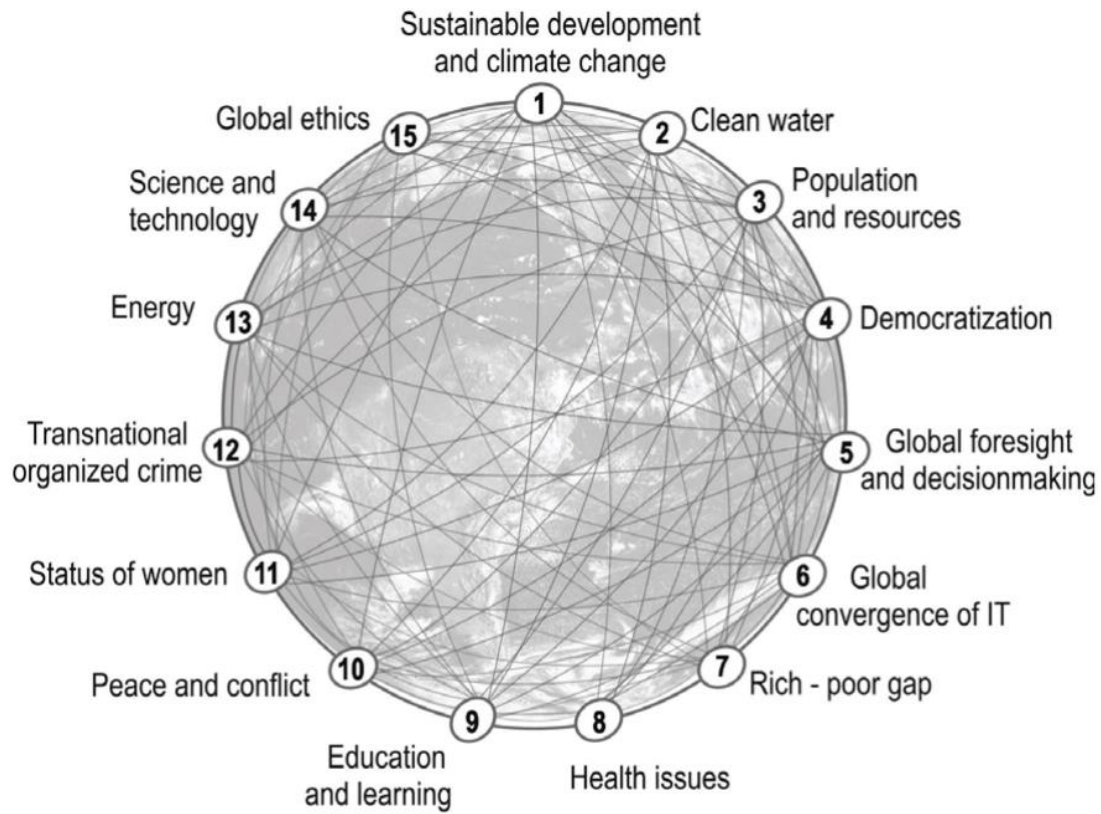 Sustainable development
and climate change
1
2 Clean water
3 Population
and resources
4 Democratization
5 Global foresight
and decisionmaking
6 Global
convergence of IT
7 Rich - poor gap
8
Health issues
9
Education
and learning
10
Peace and conflict
11
Status of women
12
Transnational
organized crime
13
Energy
14
Science and
technology
15
Global ethics